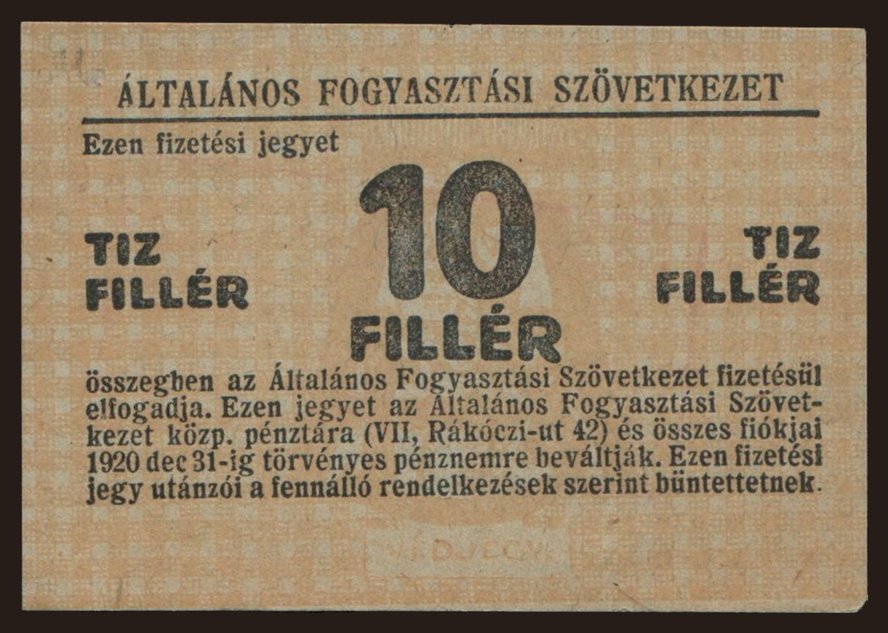 ÁLTALÁNOS FOGYASZTÁSI SZÖVETKEZET
Ezen fizetési jegyet
10
TIZ
FILLÉR
TIZ
FILLÉR
FILLÉR
összegben az Általános Fogyasztási Szövetkezet fizetésül
elfogadja. Ezen jegyet az Általános Fogyasztási Szövet-
kezet közp. pénztára (VII, Rákóczi-ut 42) és összes fiókjai
1920 dec 31-ig törvényes pénznemre beváltják. Ezen fizetési
jegy utánzói a fennálló rendelkezések szerint büntettetnek.
VÉDJEGY